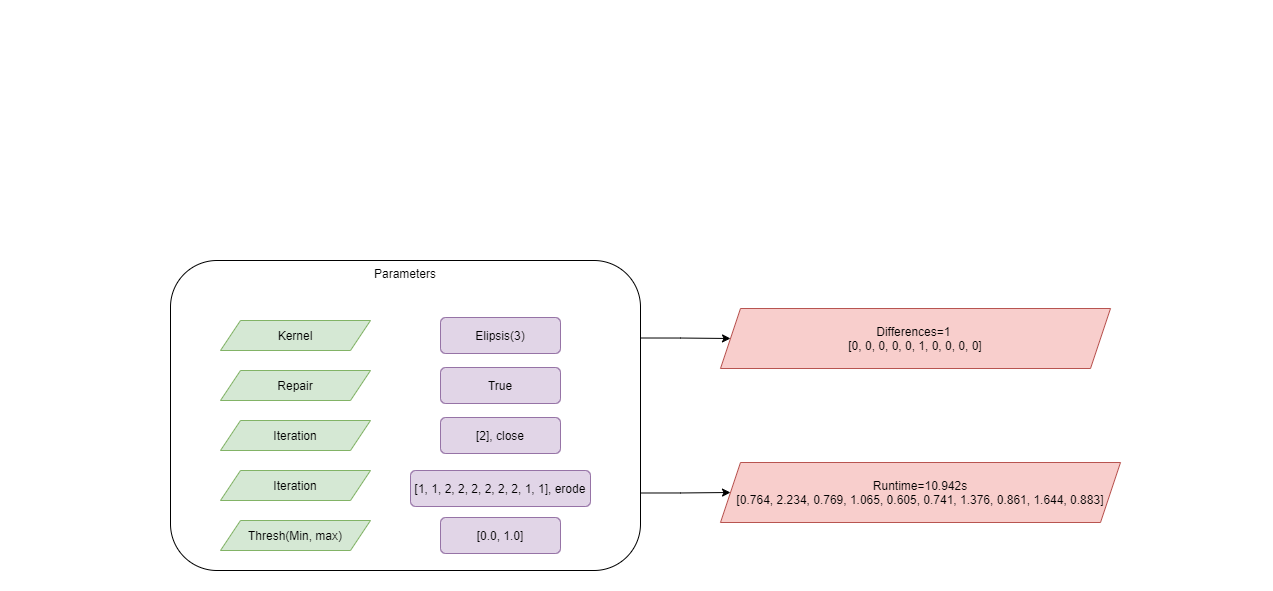 Parameters
Kernel
Elipsis(3)
Repair
True
Iteration
[2], close
Iteration
[1, 1, 2, 2, 2, 2, 2, 2, 1, 1], erode
Thresh(Min, max)
[0.0, 1.0]
Differences=1
[0, 0, 0, 0, 0, 1, 0, 0, 0, 0]
Runtime=10.942s
[0.764, 2.234, 0.769, 1.065, 0.605, 0.741, 1.376, 0.861, 1.644, 0.883]